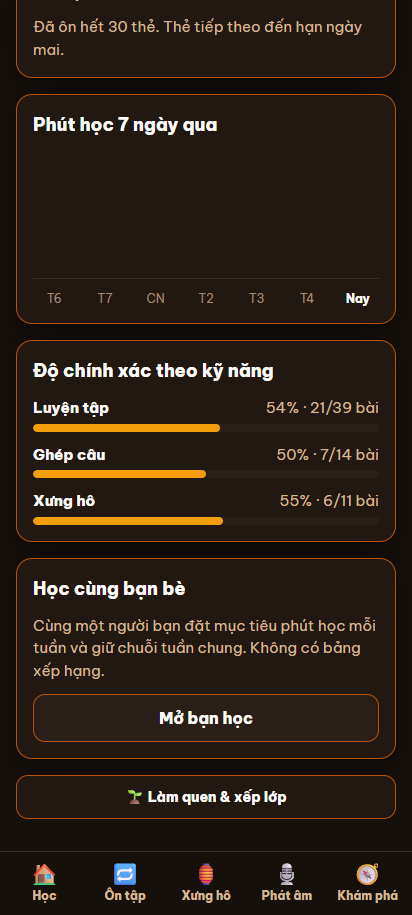 Đã ôn hết 30 thẻ. Thẻ tiếp theo đến hạn ngày
mai.
Phút học 7 ngày qua
T6 T7 CN T2 T3 T4 Nay
Độ chính xác theo kỹ năng
Luyện tập 54% · 21/39 bài
Ghép câu 50% · 7/14 bài
Xưng hô 55% · 6/11 bài
Học cùng bạn bè
Cùng một người bạn đặt mục tiêu phút học mỗi
tuần và giữ chuỗi tuần chung. Không có bảng
xếp hạng.
Mở bạn học
Làm quen & xếp lớp
Học Ôn tập Xưng hô Phát âm Khám phá